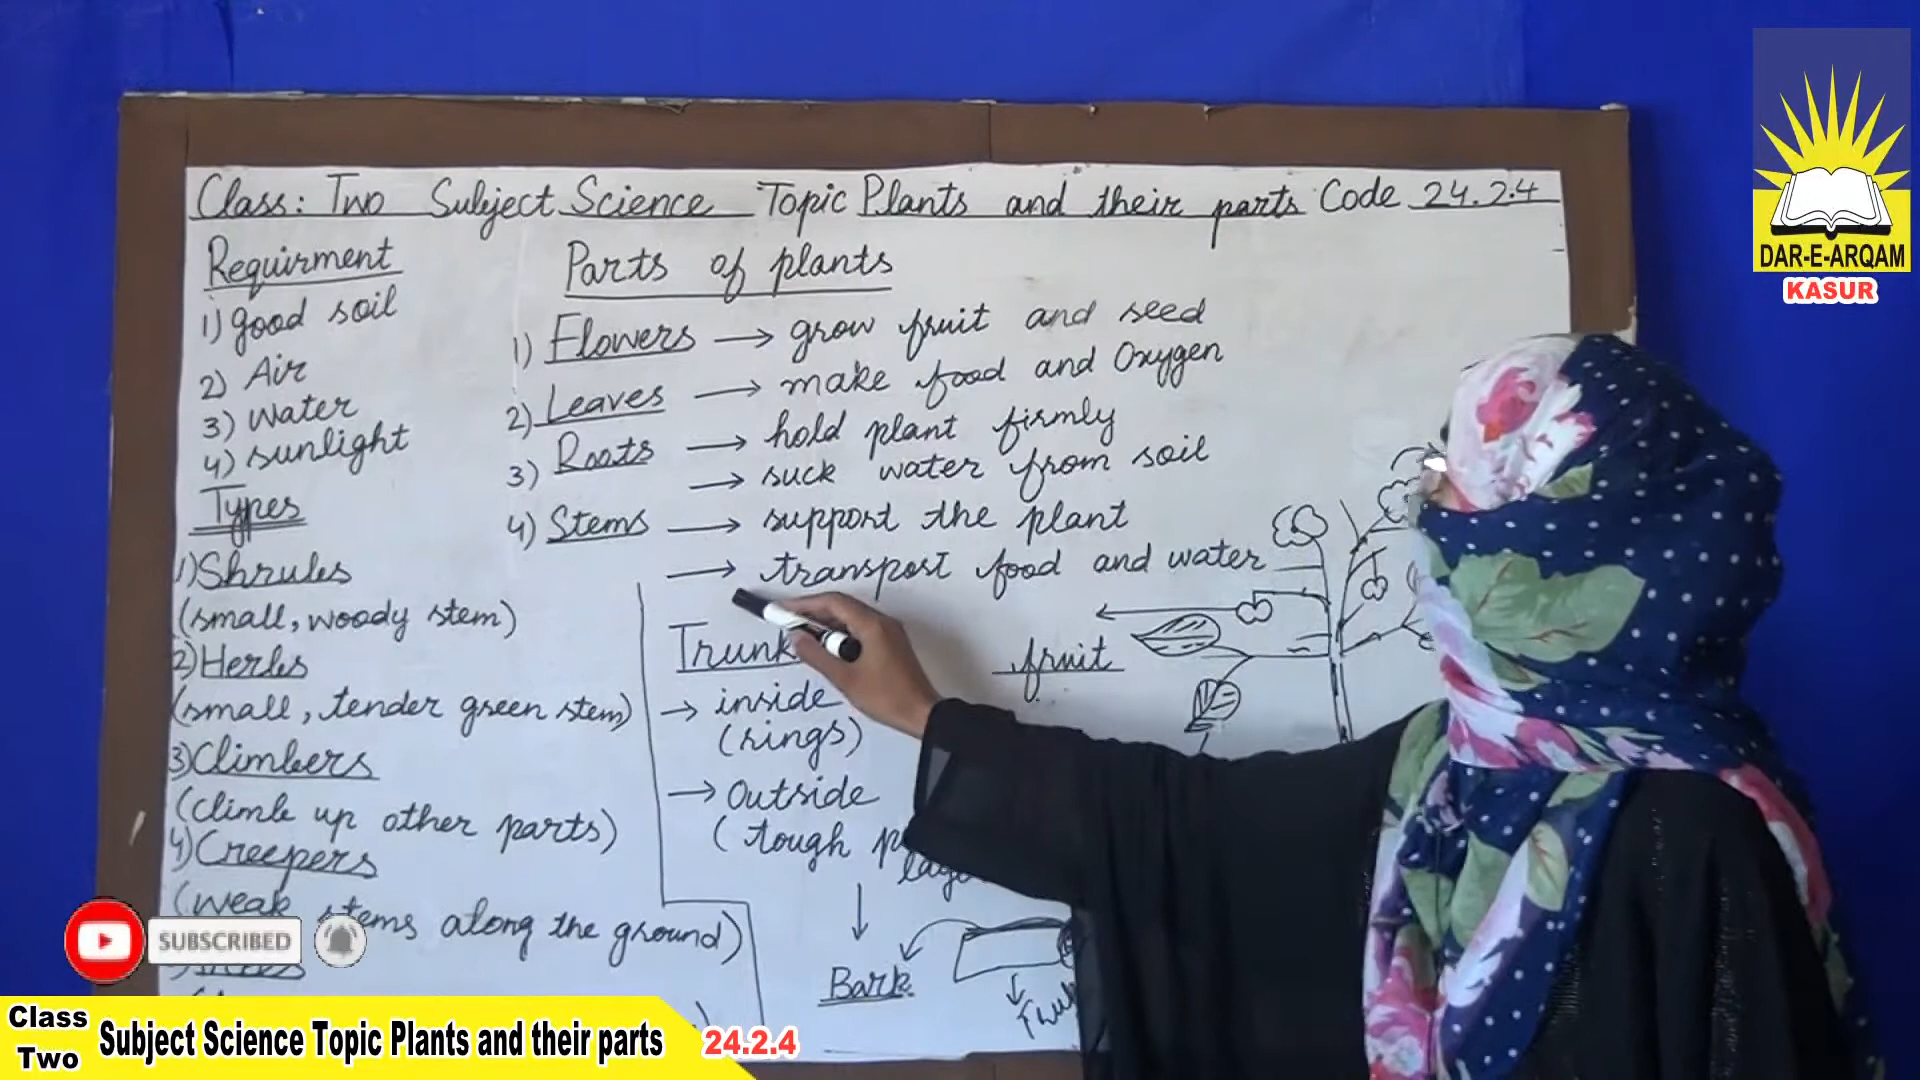 Class: Two Subject Science Topic Plants and their parts Code 24.2.4
Requirment
1) good soil
2) Air
3) water
4) sunlight
Types
1) Shrubs
(small, woody stem)
2) Herbs
(small, tender green stem)
3) Climbers
(climb up other parts)
4) Creepers
(weak stems along the ground)
Parts of plants
1) Flowers → grow fruit and seed
2) Leaves → make food and Oxygen
3) Roots → hold plant firmly
→ suck water from soil
4) Stems → support the plant
→ transport food and water
Trunk
→ inside
(rings)
→ Outside
(tough
Bark
fruit
DAR-E-ARQAM
KASUR
SUBSCRIBED
Class Two
Subject Science Topic Plants and their parts 24.2.4